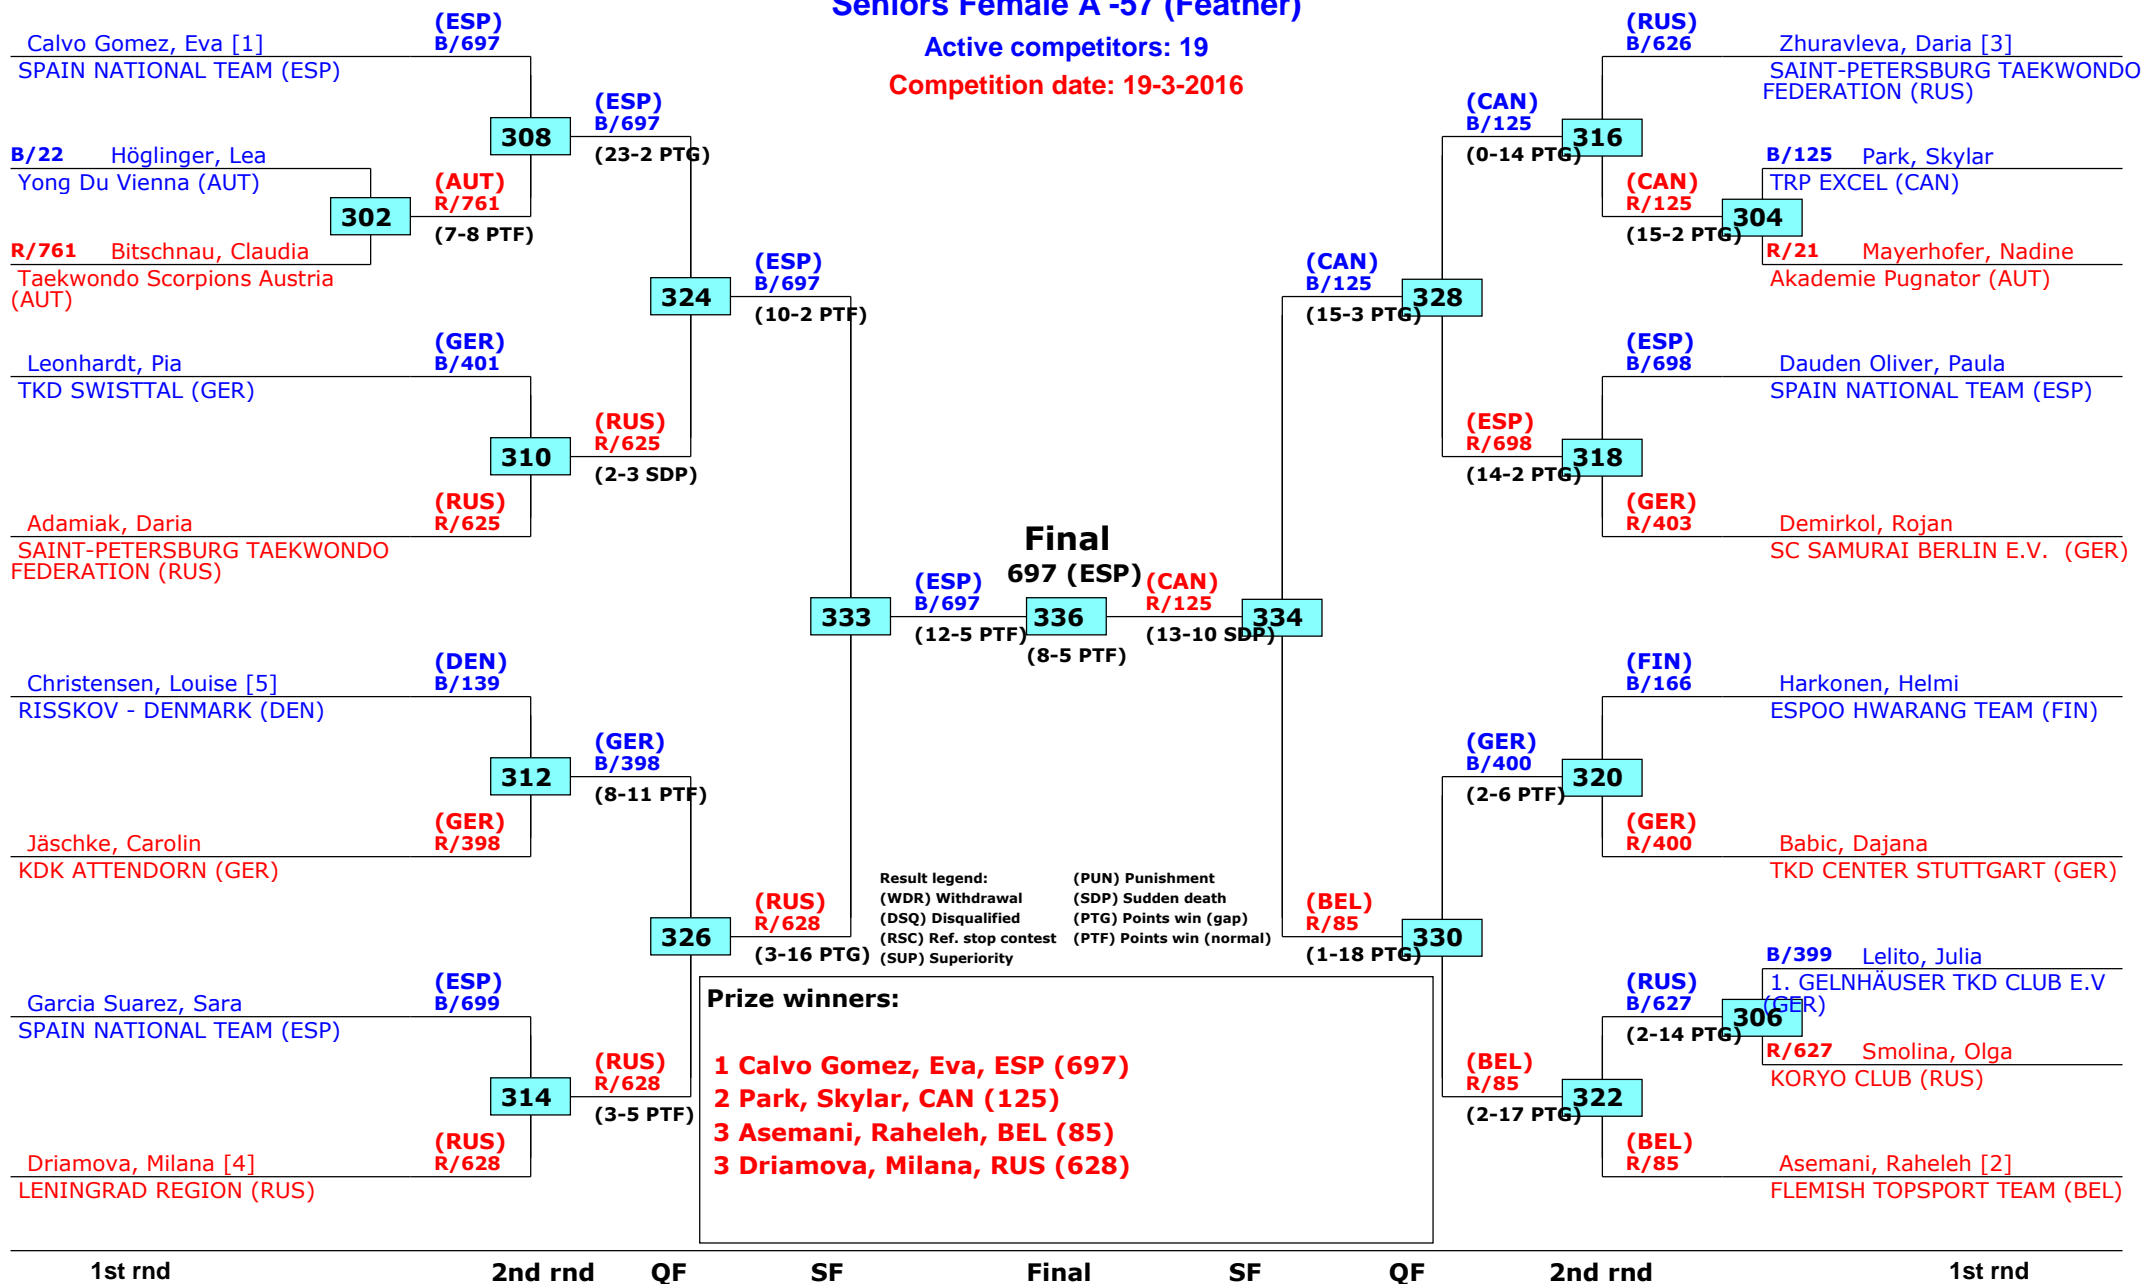 Seniors Female A -57 (Feather)
Active competitors: 19
Competition date: 19-3-2016
(ESP)
B/697
Calvo Gomez, Eva [1]
SPAIN NATIONAL TEAM (ESP)
B/22 Höglinger, Lea
Yong Du Vienna (AUT)
302
R/761 Bitschnau, Claudia
Taekwondo Scorpions Austria
(AUT)
(AUT)
R/761
(7-8 PTF)
308
(ESP)
B/697
(23-2 PTG)
(GER)
B/401
Leonhardt, Pia
TKD SWISTTAL (GER)
310
(RUS)
R/625
(2-3 SDP)
(RUS)
R/625
Adamiak, Daria
SAINT-PETERSBURG TAEKWONDO
FEDERATION (RUS)
324
(ESP)
B/697
(10-2 PTF)
(DEN)
B/139
Christensen, Louise [5]
RISSKOV - DENMARK (DEN)
312
(GER)
B/398
(8-11 PTF)
(GER)
R/398
Jäschke, Carolin
KDK ATTENDORN (GER)
326
(RUS)
R/628
(3-16 PTG)
(ESP)
B/699
Garcia Suarez, Sara
SPAIN NATIONAL TEAM (ESP)
314
(RUS)
R/628
(3-5 PTF)
(RUS)
R/628
Driamova, Milana [4]
LENINGRAD REGION (RUS)
333
(ESP)
B/697
(12-5 PTF)
Final
697 (ESP)
336
(8-5 PTF)
(CAN)
R/125
(13-10 SDP)
334
(RUS)
B/626
Zhuravleva, Daria [3]
SAINT-PETERSBURG TAEKWONDO
FEDERATION (RUS)
(CAN)
B/125
(0-14 PTG)
316
B/125 Park, Skylar
TRP EXCEL (CAN)
(CAN)
R/125
(15-2 PTG)
304
R/21 Mayerhofer, Nadine
Akademie Pugnator (AUT)
(CAN)
B/125
(15-3 PTG)
328
(ESP)
B/698
Dauden Oliver, Paula
SPAIN NATIONAL TEAM (ESP)
(ESP)
R/698
(14-2 PTG)
318
(GER)
R/403
Demirkol, Rojan
SC SAMURAI BERLIN E.V. (GER)
(FIN)
B/166
Harkonen, Helmi
ESPOO HWARANG TEAM (FIN)
(GER)
B/400
(2-6 PTF)
320
(GER)
R/400
Babic, Dajana
TKD CENTER STUTTGART (GER)
(BEL)
R/85
(1-18 PTG)
330
B/399 Lelito, Julia
1. GELNHÄUSER TKD CLUB E.V
(GER)
(RUS)
B/627
(2-14 PTG)
306
R/627 Smolina, Olga
KORYO CLUB (RUS)
(BEL)
R/85
(2-17 PTG)
322
(BEL)
R/85
Asemani, Raheleh [2]
FLEMISH TOPSPORT TEAM (BEL)
Result legend: (PUN) Punishment
(WDR) Withdrawal (SDP) Sudden death
(DSQ) Disqualified (PTG) Points win (gap)
(RSC) Ref. stop contest (PTF) Points win (normal)
(SUP) Superiority
Prize winners:
1 Calvo Gomez, Eva, ESP (697)
2 Park, Skylar, CAN (125)
3 Asemani, Raheleh, BEL (85)
3 Driamova, Milana, RUS (628)
1st rnd 2nd rnd QF SF Final SF QF 2nd rnd 1st rnd